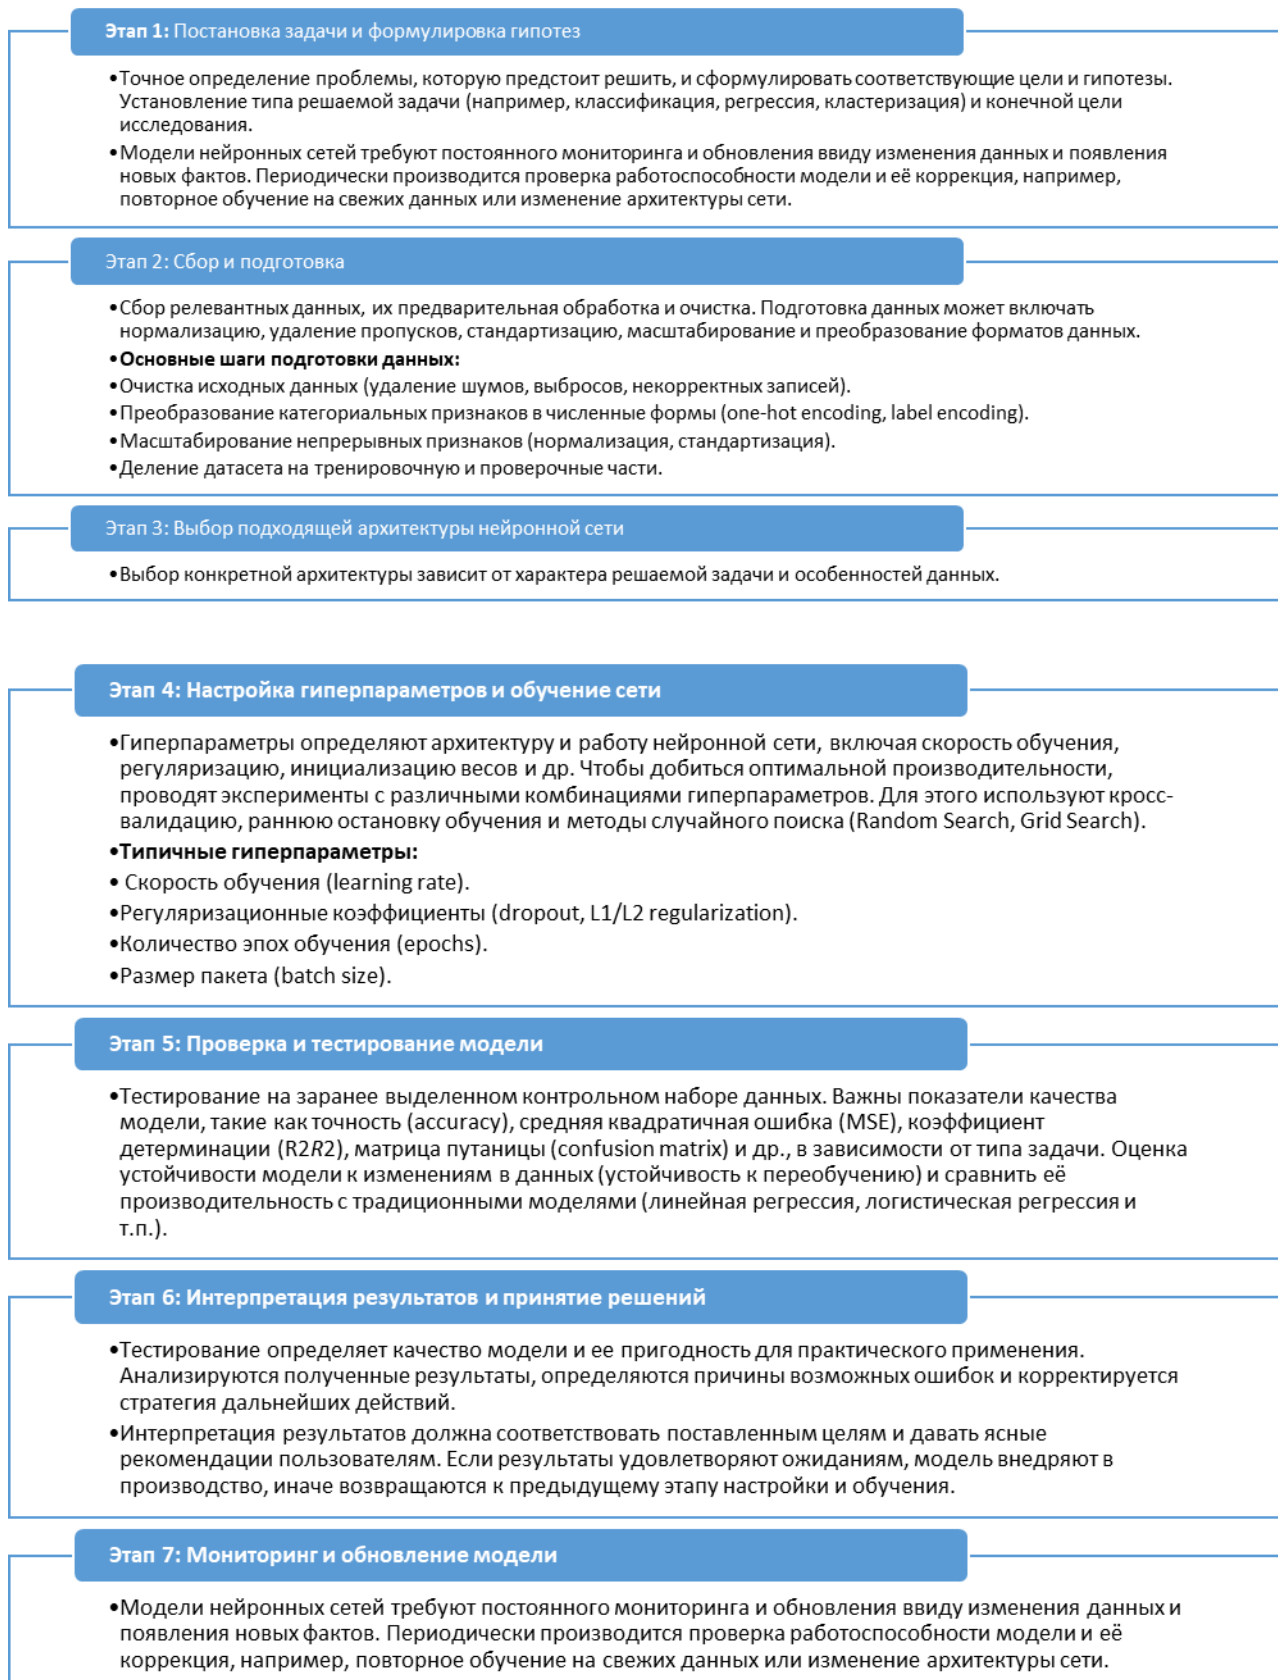 Этап 1: Постановка задачи и формулировка гипотез
•Точное определение проблемы, которую предстоит решить, и сформулировать соответствующие цели и гипотезы.
Установление типа решаемой задачи (например, классификация, регрессия, кластеризация) и конечной цели
исследования.
•Модели нейронных сетей требуют постоянного мониторинга и обновления ввиду изменения данных и появления
новых фактов. Периодически производится проверка работоспособности модели и её коррекция, например,
повторное обучение на свежих данных или изменение архитектуры сети.
Этап 2: Сбор и подготовка
•Сбор релевантных данных, их предварительная обработка и очистка. Подготовка данных может включать
нормализацию, удаление пропусков, стандартизацию, масштабирование и преобразование форматов данных.
•Основные шаги подготовки данных:
•Очистка исходных данных (удаление шумов, выбросов, некорректных записей).
•Преобразование категориальных признаков в численные формы (one-hot encoding, label encoding).
•Масштабирование непрерывных признаков (нормализация, стандартизация).
•Деление датасета на тренировочную и проверочные части.
Этап 3: Выбор подходящей архитектуры нейронной сети
•Выбор конкретной архитектуры зависит от характера решаемой задачи и особенностей данных.
Этап 4: Настройка гиперпараметров и обучение сети
•Гиперпараметры определяют архитектуру и работу нейронной сети, включая скорость обучения,
регуляризацию, инициализацию весов и др. Чтобы добиться оптимальной производительности,
проводят эксперименты с различными комбинациями гиперпараметров. Для этого используют кросс-
валидацию, раннюю остановку обучения и методы случайного поиска (Random Search, Grid Search).
•Типичные гиперпараметры:
• Скорость обучения (learning rate).
•Регуляризационные коэффициенты (dropout, L1/L2 regularization).
•Количество эпох обучения (epochs).
•Размер пакета (batch size).
Этап 5: Проверка и тестирование модели
•Тестирование на заранее выделенном контрольном наборе данных. Важны показатели качества
модели, такие как точность (accuracy), средняя квадратичная ошибка (MSE), коэффициент
детерминации (R2R2), матрица путаницы (confusion matrix) и др., в зависимости от типа задачи. Оценка
устойчивости модели к изменениям в данных (устойчивость к переобучению) и сравнить её
производительность с традиционными моделями (линейная регрессия, логистическая регрессия и
т.п.).
Этап 6: Интерпретация результатов и принятие решений
•Тестирование определяет качество модели и ее пригодность для практического применения.
Анализируются полученные результаты, определяются причины возможных ошибок и корректируется
стратегия дальнейших действий.
•Интерпретация результатов должна соответствовать поставленным целям и давать ясные
рекомендации пользователям. Если результаты удовлетворяют ожиданиям, модель внедряют в
производство, иначе возвращаются к предыдущему этапу настройки и обучения.
Этап 7: Мониторинг и обновление модели
•Модели нейронных сетей требуют постоянного мониторинга и обновления ввиду изменения данных и
появления новых фактов. Периодически производится проверка работоспособности модели и её
коррекция, например, повторное обучение на свежих данных или изменение архитектуры сети.